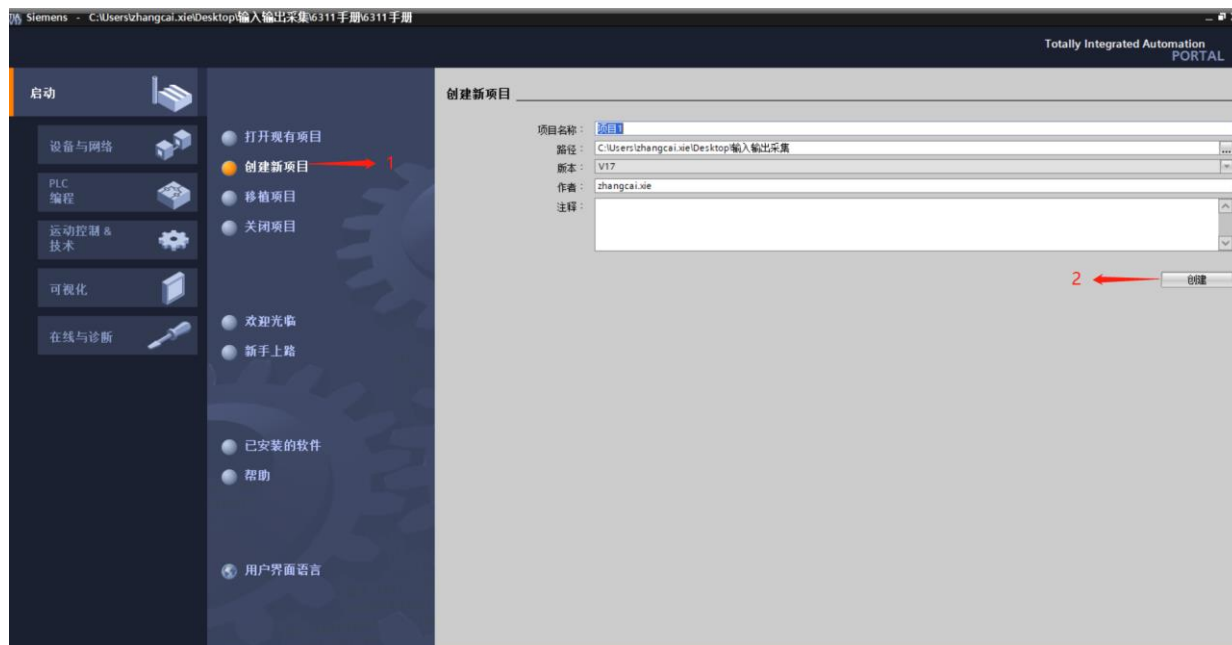 Siemens - C:\Users\zhangcai.xie\Desktop\输入输出采集\6311手册\6311手册
Totally Integrated Automation
PORTAL
启动
设备与网络
PLC
编程
运动控制 &
技术
可视化
在线与诊断
打开现有项目
创建新项目 1
移植项目
关闭项目
欢迎光临
新手上路
已安装的软件
帮助
用户界面语言
创建新项目
项目名称: 项目1
路径: C:\Users\zhangcai.xie\Desktop\输入输出采集 ...
版本: V17
作者: zhangcai.xie
注释:
2 创建